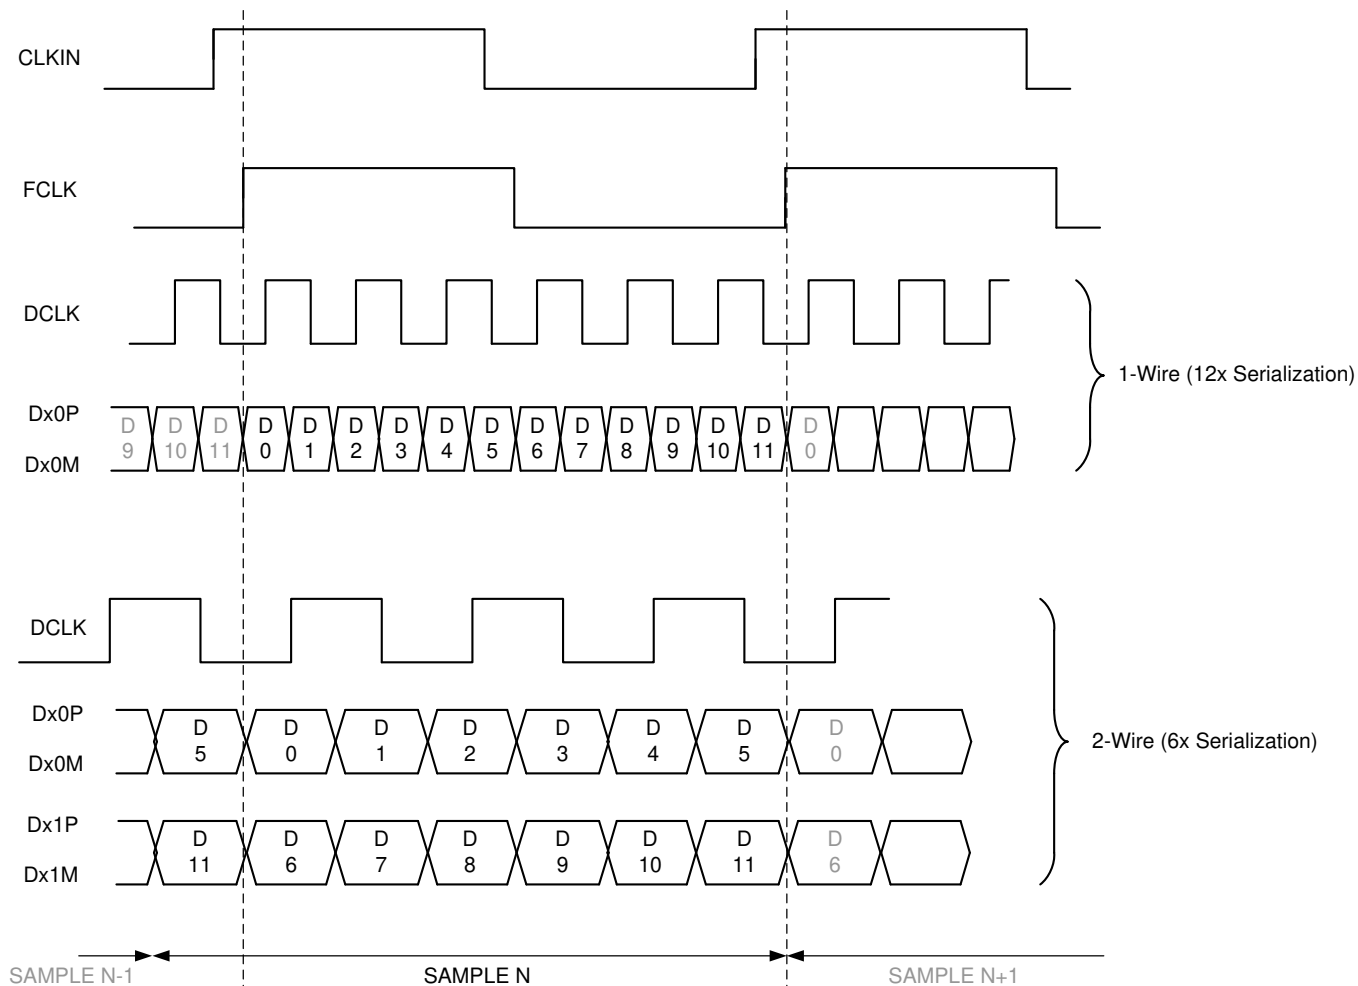 CLKIN
FCLK
DCLK
1-Wire (12x Serialization)
Dx0P
D D D D D D D D D D D D D D D D
9 10 11 0 1 2 3 4 5 6 7 8 9 10 11 0
Dx0M
DCLK
Dx0P
D D D D D D D D
5 0 1 2 3 4 5 0
Dx0M
2-Wire (6x Serialization)
Dx1P
D D D D D D D D
11 6 7 8 9 10 11 6
Dx1M
SAMPLE N-1 SAMPLE N SAMPLE N+1